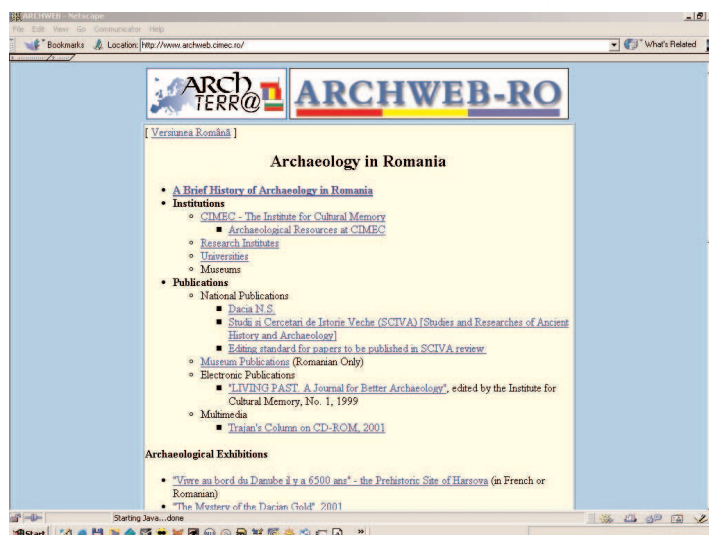 ARCHWEB - Netscape
File Edit View Go Communicator Help
Bookmarks Location: http://www.archweb.cimec.ro/ What's Related
ARCh TERR@ ARCHWEB-RO
[ Versiunea Română ]
Archaeology in Romania
• A Brief History of Archaeology in Romania
• Institutions
○ CIMEC - The Institute for Cultural Memory
■ Archaeological Resources at CIMEC
○ Research Institutes
○ Universities
○ Museums
• Publications
○ National Publications
■ Dacia N.S.
■ Studii si Cercetari de Istorie Veche (SCIVA) [Studies and Researches of Ancient
History and Archaeology]
■ Editing standard for papers to be published in SCIVA review
○ Museum Publications (Romanian Only)
○ Electronic Publications
■ "LIVING PAST. A Journal for Better Archaeology", edited by the Institute for
Cultural Memory, No. 1, 1999
○ Multimedia
■ Trajan's Column on CD-ROM, 2001
Archaeological Exhibitions
• "Vivre au bord du Danube il y a 6500 ans" - the Prehistoric Site of Harsova (in French or
Romanian)
• "The Mystery of the Dacian Gold", 2001
Starting Java...done
Start